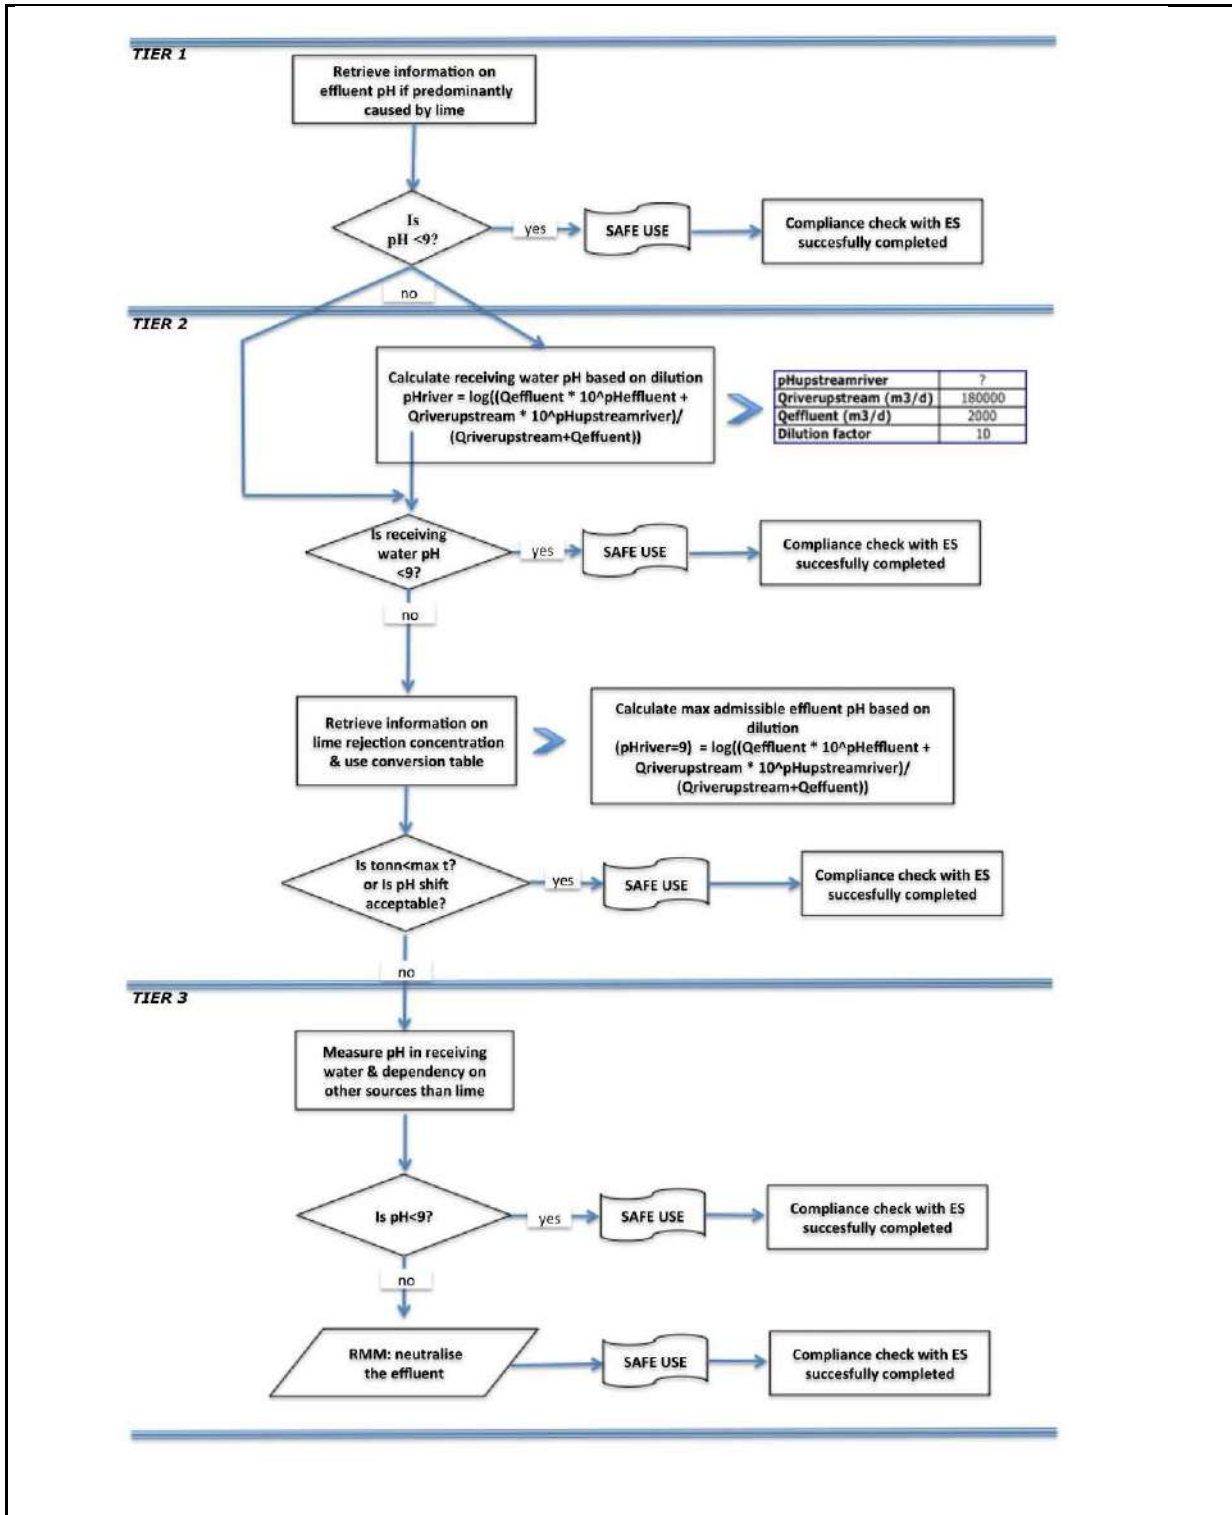 TIER 1
Retrieve information on
effluent pH if predominantly
caused by lime
Is
pH <9?
yes
SAFE USE
Compliance check with ES
succesfully completed
no
TIER 2
Calculate receiving water pH based on dilution
pHriver = log((Qeffluent * 10^pHeffluent +
Qriverupstream * 10^pHupstreamriver)/
(Qriverupstream+Qeffuent))
pHupstreamriver ?
Qriverupstream (m3/d) 180000
Qeffluent (m3/d) 2000
Dilution factor 10
Is receiving
water pH
<9?
yes
SAFE USE
Compliance check with ES
succesfully completed
no
Retrieve information on
lime rejection concentration
& use conversion table
Calculate max admissible effluent pH based on
dilution
(pHriver=9) = log((Qeffluent * 10^pHeffluent +
Qriverupstream * 10^pHupstreamriver)/
(Qriverupstream+Qeffuent))
Is tonn<max t?
or Is pH shift
acceptable?
yes
SAFE USE
Compliance check with ES
succesfully completed
no
TIER 3
Measure pH in receiving
water & dependency on
other sources than lime
Is pH<9?
yes
SAFE USE
Compliance check with ES
succesfully completed
no
RMM: neutralise
the effluent
SAFE USE
Compliance check with ES
succesfully completed